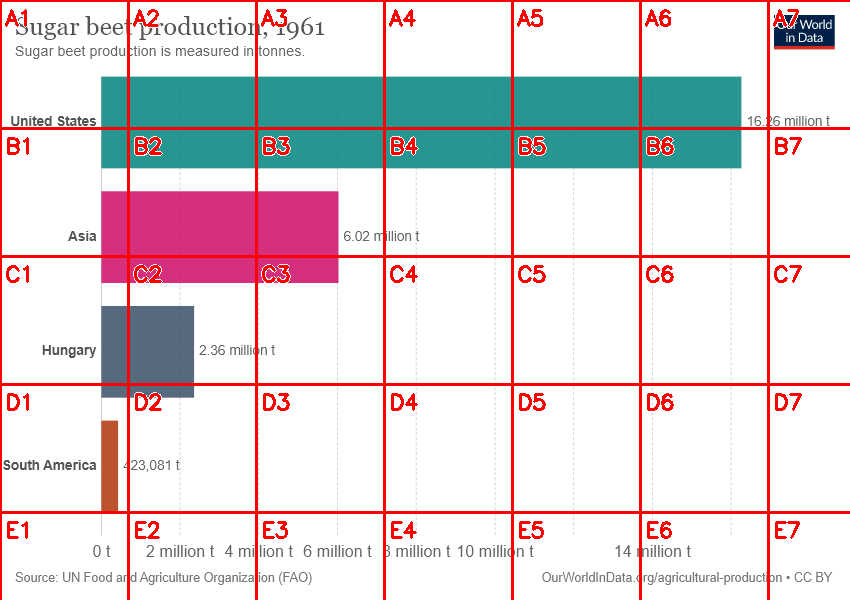 Sugar beet production, 1961
Sugar beet production is measured in tonnes.
Our World
in Data
United States
16.26 million t
Asia
6.02 million t
Hungary
2.36 million t
South America
423,081 t
0 t 2 million t 4 million t 6 million t 8 million t 10 million t 14 million t
Source: UN Food and Agriculture Organization (FAO)
OurWorldInData.org/agricultural-production • CC BY
A1 A2 A3 A4 A5 A6 A7
B1 B2 B3 B4 B5 B6 B7
C1 C2 C3 C4 C5 C6 C7
D1 D2 D3 D4 D5 D6 D7
E1 E2 E3 E4 E5 E6 E7